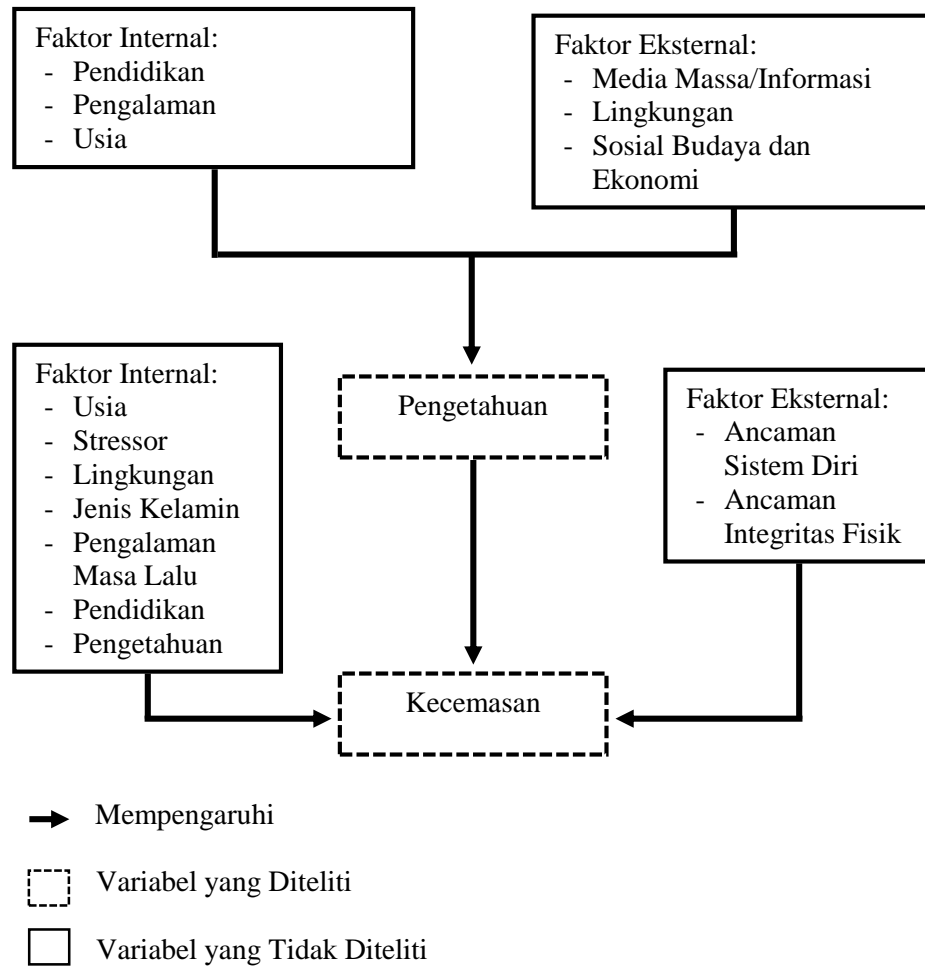 Faktor Internal:
- Pendidikan
- Pengalaman
- Usia
Faktor Eksternal:
- Media Massa/Informasi
- Lingkungan
- Sosial Budaya dan
Ekonomi
Faktor Internal:
- Usia
- Stressor
- Lingkungan
- Jenis Kelamin
- Pengalaman
Masa Lalu
- Pendidikan
- Pengetahuan
Pengetahuan
Faktor Eksternal:
- Ancaman
Sistem Diri
- Ancaman
Integritas Fisik
Kecemasan
Mempengaruhi
Variabel yang Diteliti
Variabel yang Tidak Diteliti